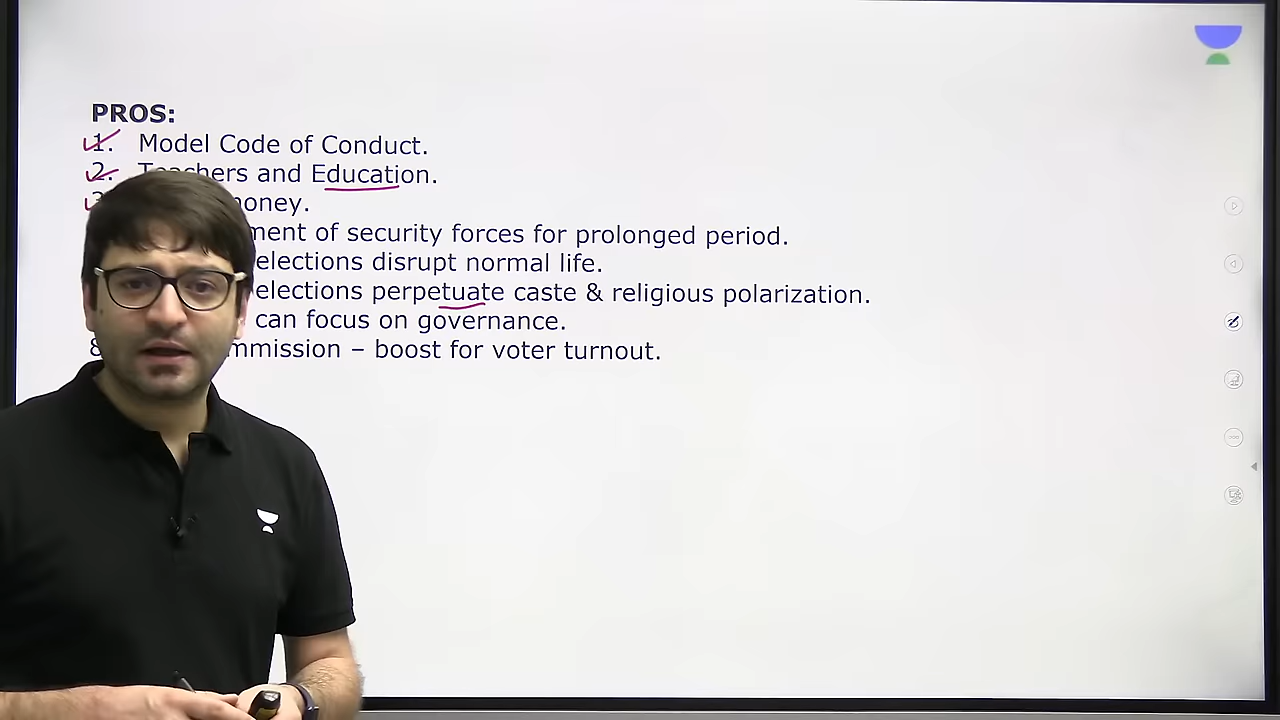 PROS:
1. Model Code of Conduct.
2. Teachers and Education.
money.
ment of security forces for prolonged period.
elections disrupt normal life.
elections perpetuate caste & religious polarization.
can focus on governance.
8 mmission – boost for voter turnout.